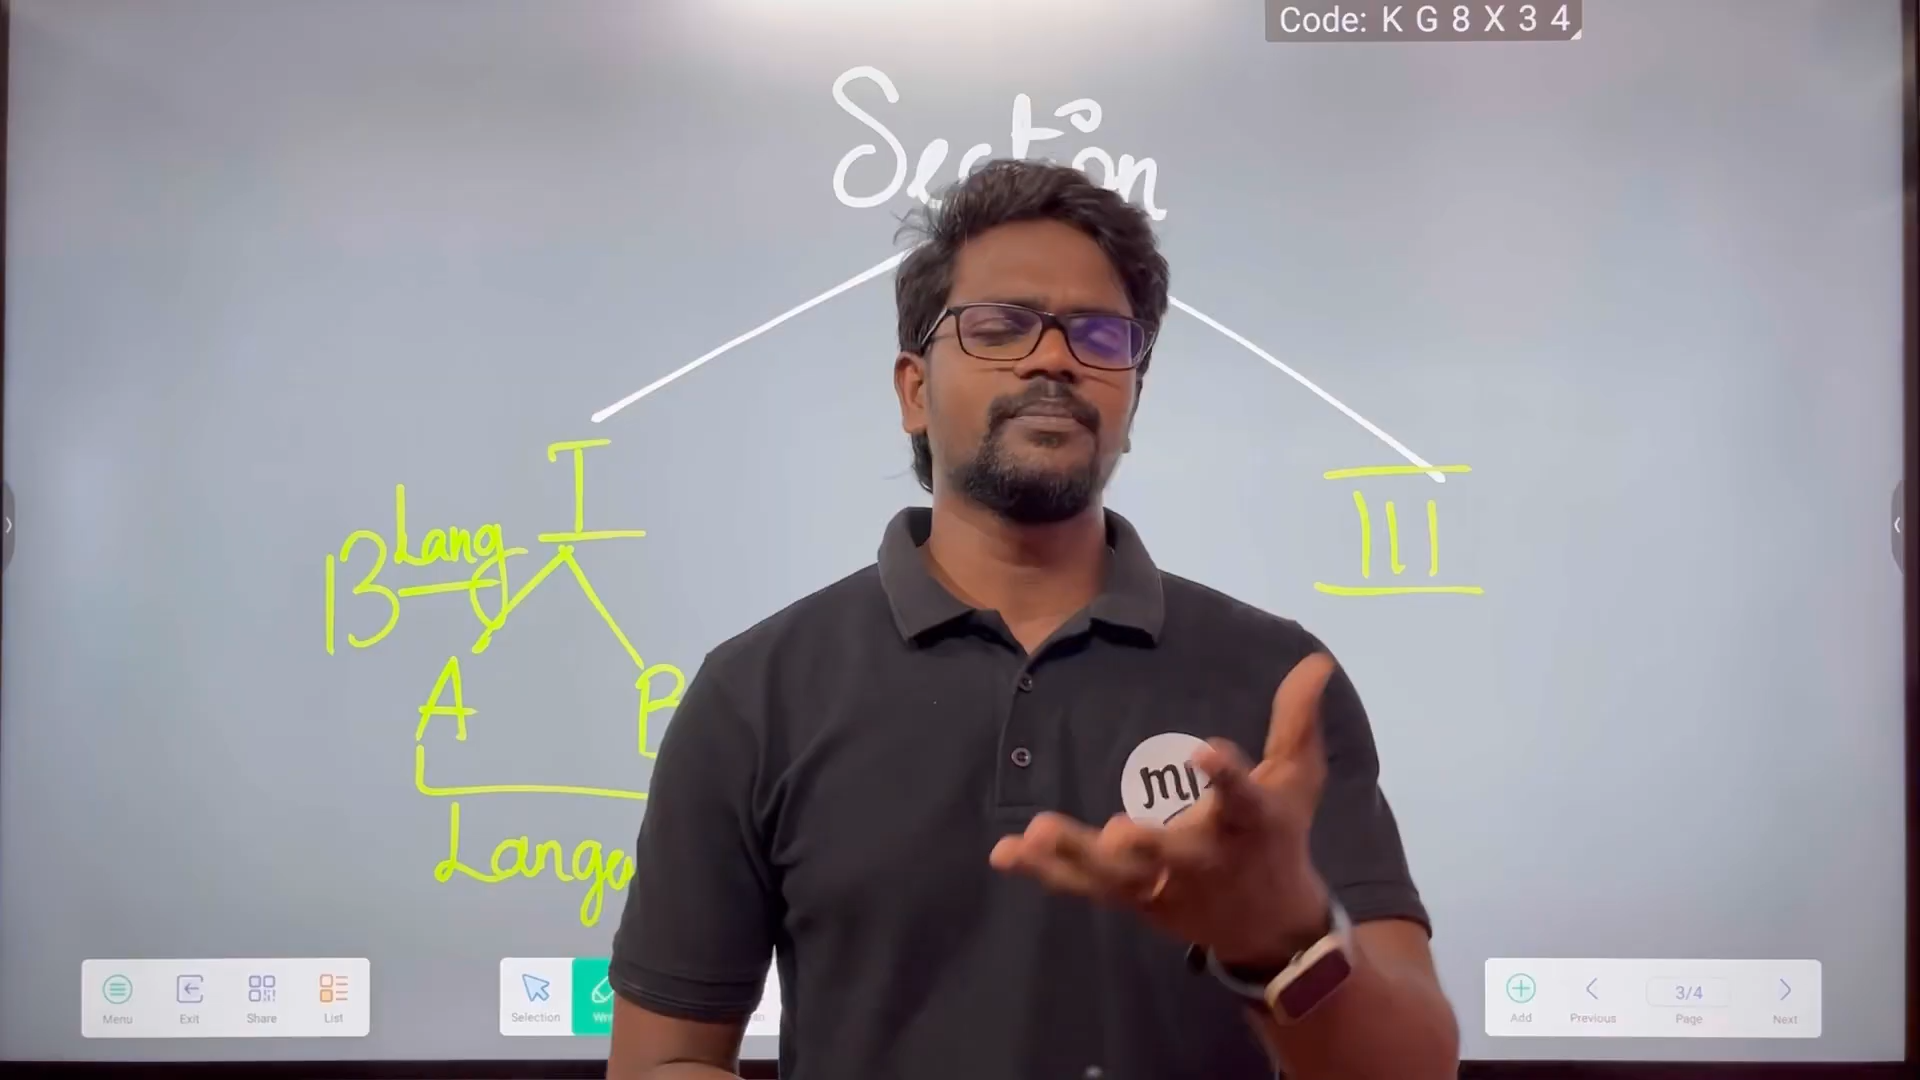 Code: K G 8 X 3 4
Section
I
III
13 Lang
A
B
Menu
Exit
Share
List
Selection
Add
Previous
3/4
Page
Next